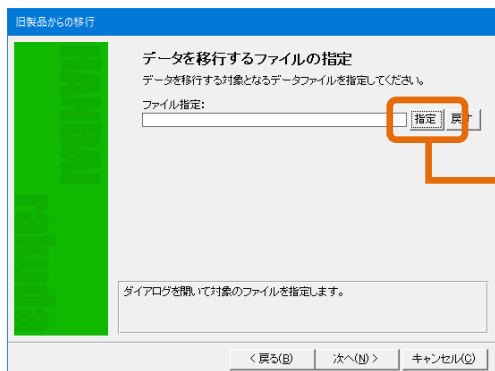 旧製品からの移行
HANBAI
rakuda
データを移行するファイルの指定
データを移行する対象となるデータファイルを指定してください。
ファイル指定:
指定 戻す
ダイアログを開いて対象のファイルを指定します。
< 戻る(B) 次へ(N) > キャンセル(C)